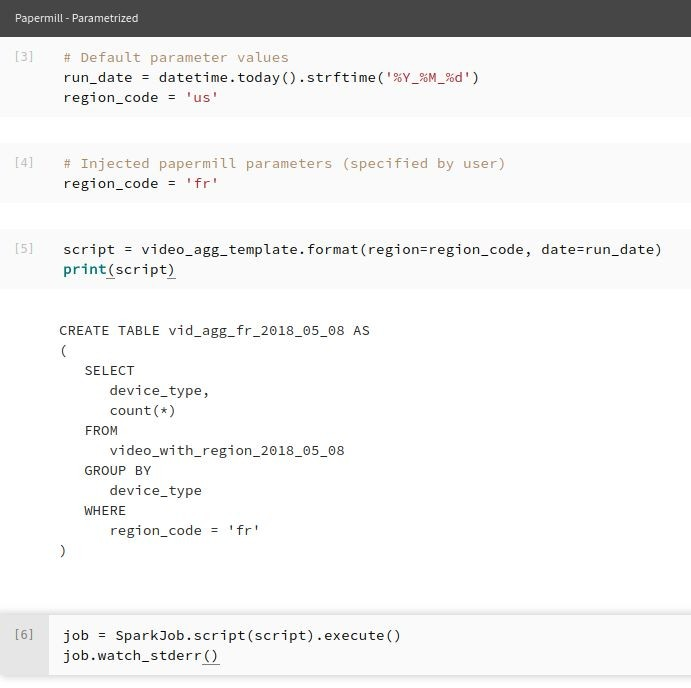 Papermill - Parametrized
[3] # Default parameter values
run_date = datetime.today().strftime('%Y_%M_%d')
region_code = 'us'
[4] # Injected papermill parameters (specified by user)
region_code = 'fr'
[5] script = video_agg_template.format(region=region_code, date=run_date)
print(script)
CREATE TABLE vid_agg_fr_2018_05_08 AS
(
SELECT
device_type,
count(*)
FROM
video_with_region_2018_05_08
GROUP BY
device_type
WHERE
region_code = 'fr'
)
[6] job = SparkJob.script(script).execute()
job.watch_stderr()